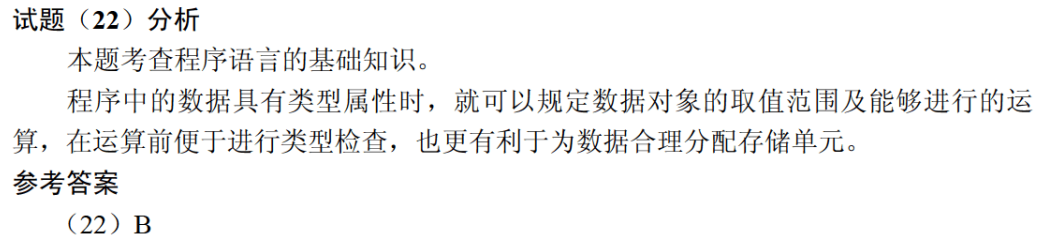 试题（22）分析
本题考查程序语言的基础知识。
程序中的数据具有类型属性时，就可以规定数据对象的取值范围及能够进行的运
算，在运算前便于进行类型检查，也更有利于为数据合理分配存储单元。
参考答案
（22）B